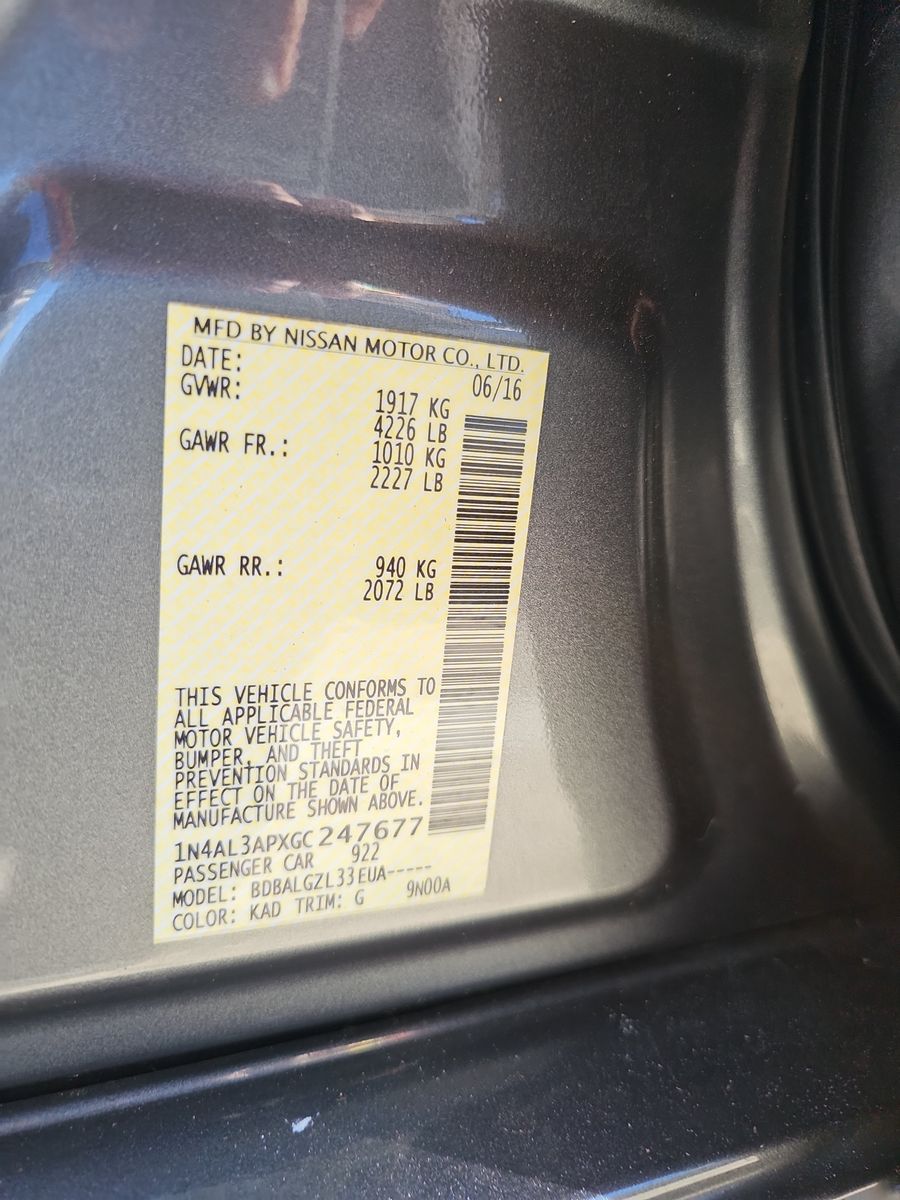 MFD BY NISSAN MOTOR CO., LTD.
DATE: 06/16
GVWR: 1917 KG
4226 LB
GAWR FR.: 1010 KG
2227 LB
GAWR RR.: 940 KG
2072 LB
THIS VEHICLE CONFORMS TO
ALL APPLICABLE FEDERAL
MOTOR VEHICLE SAFETY,
BUMPER, AND THEFT
PREVENTION STANDARDS IN
EFFECT ON THE DATE OF
MANUFACTURE SHOWN ABOVE.
1N4AL3APXGC247677
PASSENGER CAR 922
MODEL: BDBALGZL33EUA-----
COLOR: KAD TRIM: G 9N00A